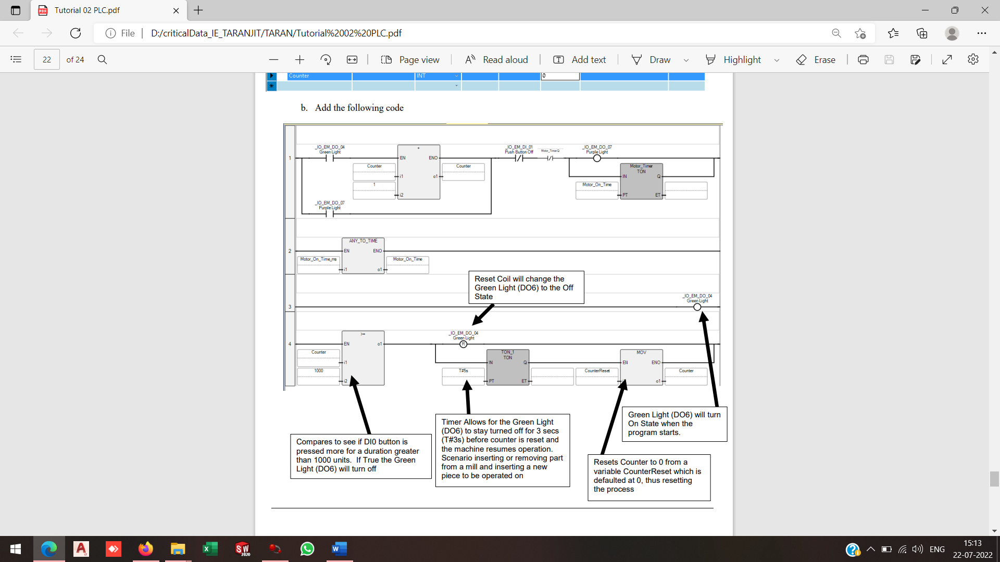 Tutorial 02 PLC.pdf
File
D:/criticalData_IE_TARANJIT/TARAN/Tutorial%2002%20PLC.pdf
22 of 24
Page view
Read aloud
Add text
Draw
Highlight
Erase
Counter INT 0
b. Add the following code
1
_IO_EM_DO_04
Green Light
+
EN ENO
Counter
i1
1
i2
o1
Counter
_IO_EM_DI_01
Push Button Off
Motor_Timer.Q
_IO_EM_DO_07
Purple Light
Motor_Timer
TON
IN Q
Motor_On_Time
PT ET
_IO_EM_DO_07
Purple Light
2
ANY_TO_TIME
EN ENO
Motor_On_Time_ms
i1 o1
Motor_On_Time
Reset Coil will change the
Green Light (DO6) to the Off
State
3
_IO_EM_DO_04
Green Light
4
>=
EN o1
Counter
i1
1000
i2
_IO_EM_DO_04
Green Light
R
TON_1
TON
IN Q
T#5s
PT ET
MOV
EN ENO
CounterReset
o1
Counter
Green Light (DO6) will turn
On State when the
program starts.
Timer Allows for the Green Light
(DO6) to stay turned off for 3 secs
(T#3s) before counter is reset and
the machine resumes operation.
Scenario inserting or removing part
from a mill and inserting a new
piece to be operated on
Compares to see if DI0 button is
pressed more for a duration greater
than 1000 units.  If True the Green
Light (DO6) will turn off
Resets Counter to 0 from a
variable CounterReset which is
defaulted at 0, thus resetting
the process
ENG
15:13
22-07-2022